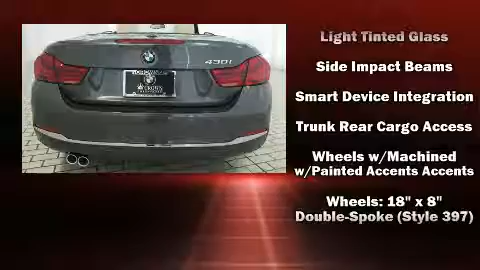 430i
Light Tinted Glass
Side Impact Beams
Smart Device Integration
Trunk Rear Cargo Access
Wheels w/Machined
w/Painted Accents Accents
Wheels: 18" x 8"
Double-Spoke (Style 397)